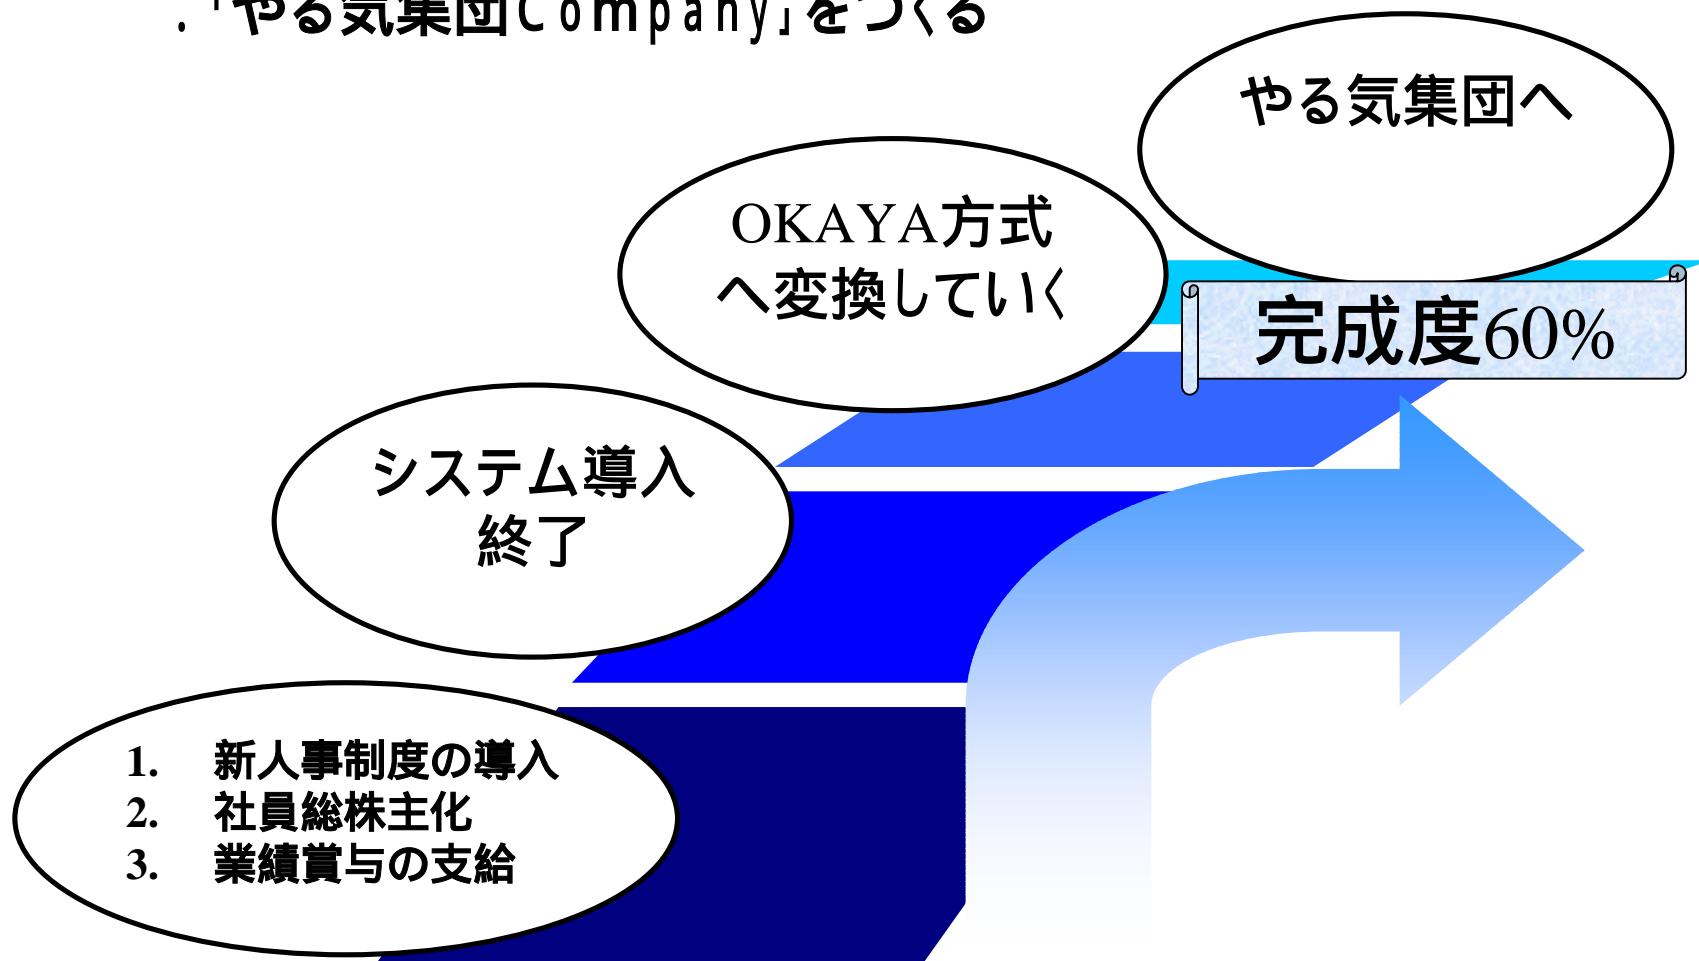 ．「やる気集団Company」をつくる
やる気集団へ
OKAYA方式
へ変換していく
完成度60%
システム導入
終了
1. 新人事制度の導入
2. 社員総株主化
3. 業績賞与の支給